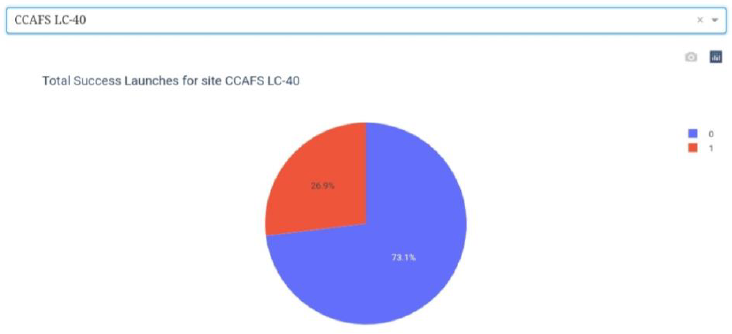 CCAFS LC-40
Total Success Launches for site CCAFS LC-40
0
1
26.9%
73.1%